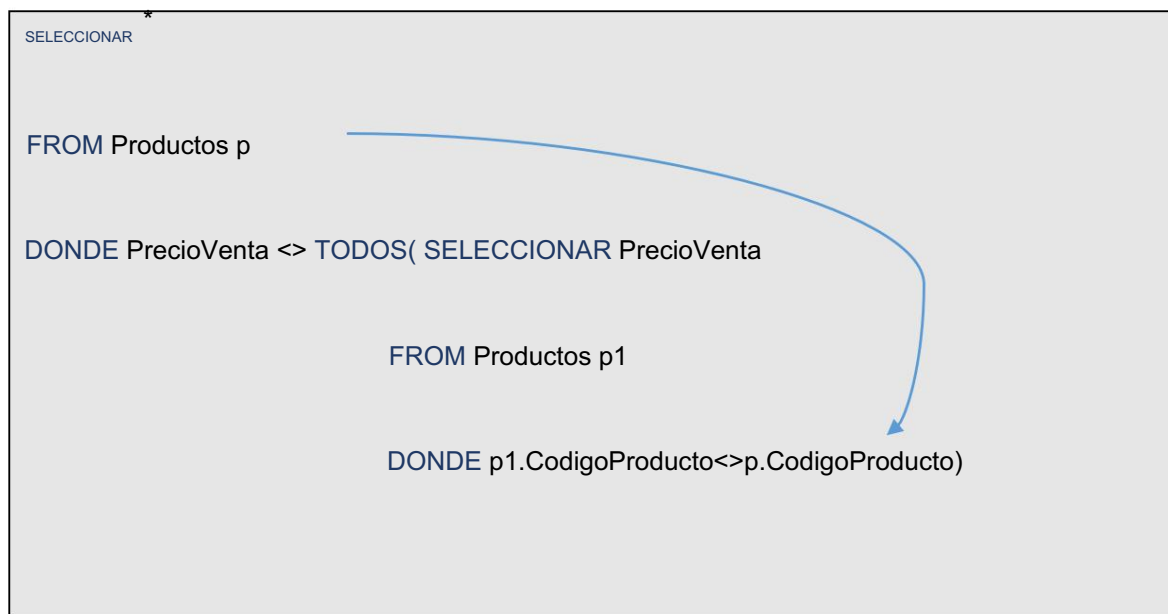 SELECCIONAR *
FROM Productos p
DONDE PrecioVenta <> TODOS( SELECCIONAR PrecioVenta
FROM Productos p1
DONDE p1.CodigoProducto<>p.CodigoProducto)